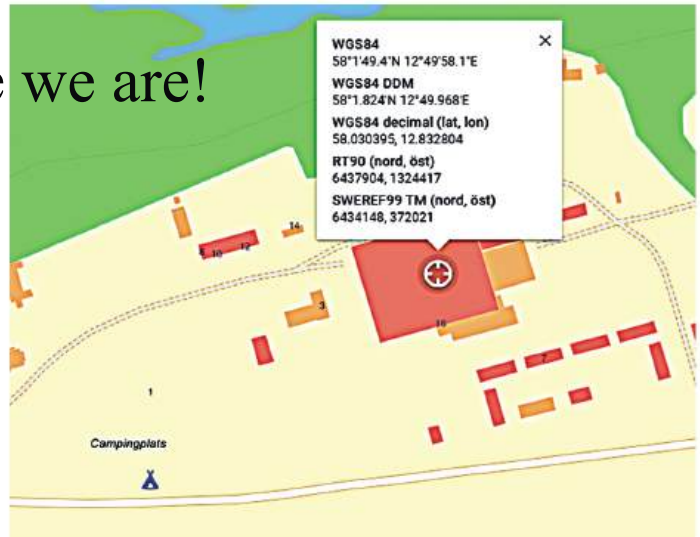 we are!
WGS84
58°1'49.4"N 12°49'58.1"E
WGS84 DDM
58°1.824'N 12°49.968'E
WGS84 decimal (lat, lon)
58.030395, 12.832804
RT90 (nord, öst)
6437904, 1324417
SWEREF99 TM (nord, öst)
6434148, 372021
14
10 12
3
16
7
1
Campingplats